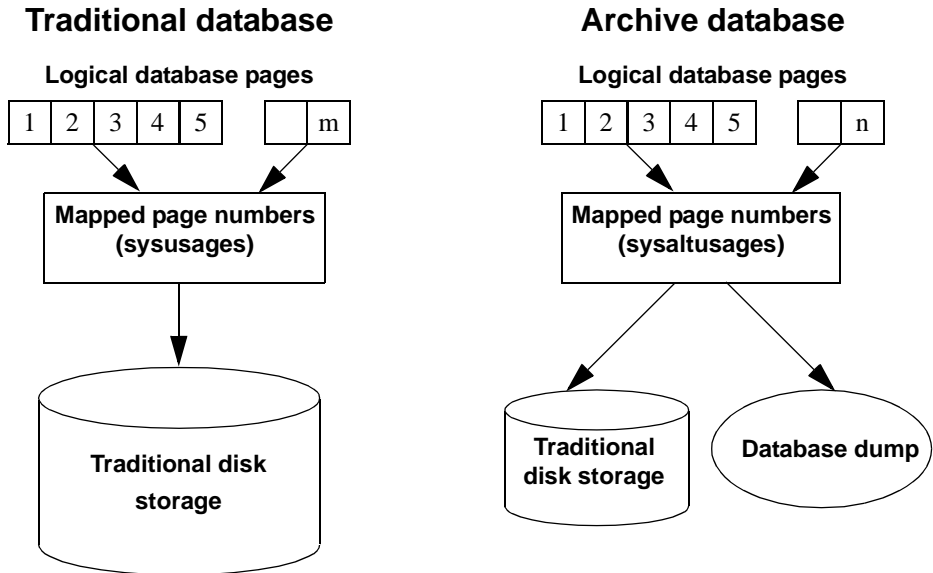 Traditional database
Logical database pages
1 2 3 4 5 m
Mapped page numbers
(sysusages)
Traditional disk
storage
Archive database
Logical database pages
1 2 3 4 5 n
Mapped page numbers
(sysaltusages)
Traditional
disk storage
Database dump